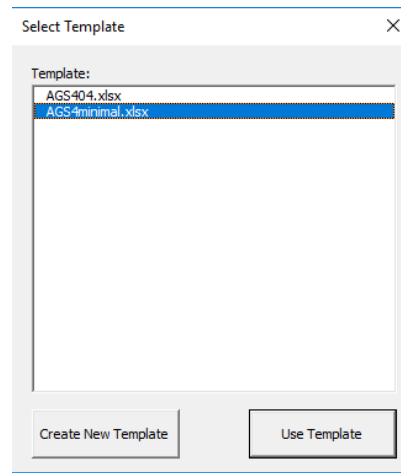 Select Template
Template:
AGS404.xlsx
AGS4minimal.xlsx
Create New Template
Use Template